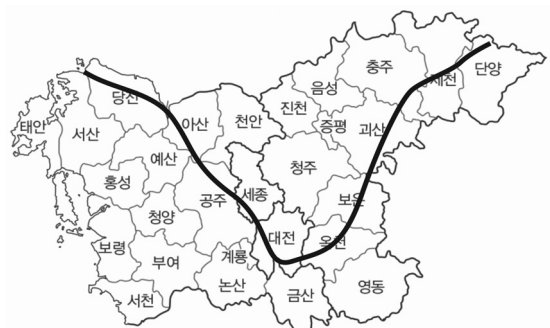 충주
제천
단양
음성
당진
아산
천안
진천
증평
괴산
태안
서산
예산
청주
홍성
공주
세종
보은
청양
대전
옥천
보령
부여
계룡
논산
영동
서천
금산